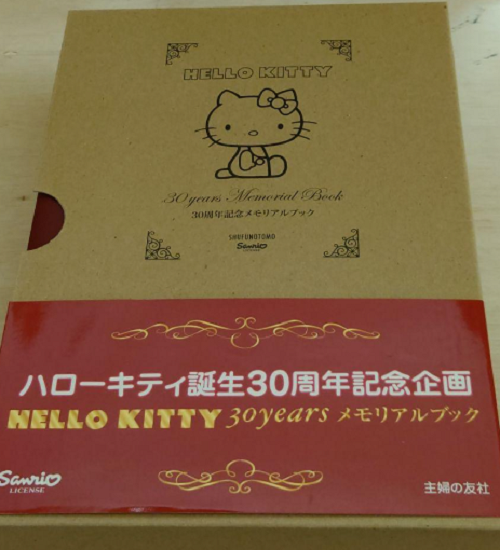 HELLO KITTY
30years Memorial Book
30周年記念メモリアルブック
SHUFUNOTOMO
Sanrio
ハローキティ誕生30周年記念企画
HELLO KITTY 30years メモリアルブック
Sanrio
LICENSE
主婦の友社